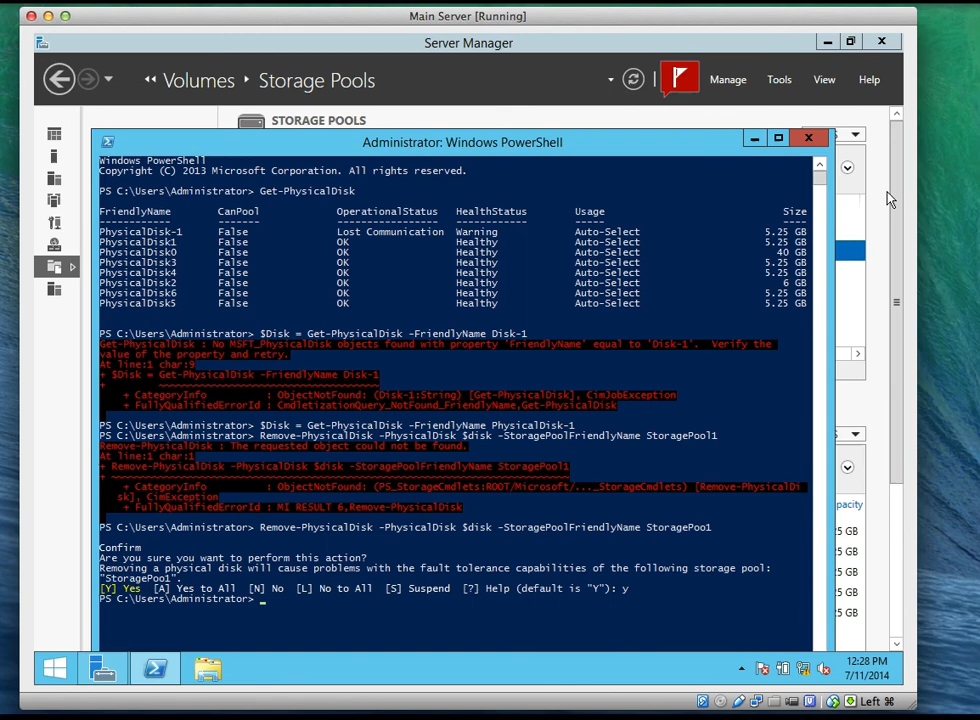 Main Server [Running]
Server Manager
Volumes
Storage Pools
Manage
Tools
View
Help
STORAGE POOLS
Administrator: Windows PowerShell
Windows PowerShell
Copyright (C) 2013 Microsoft Corporation. All rights reserved.
PS C:\Users\Administrator> Get-PhysicalDisk
FriendlyName CanPool OperationalStatus HealthStatus Usage Size
------------ ------- ----------------- ------------ ----- ----
PhysicalDisk-1 False Lost Communication Warning Auto-Select 5.25 GB
PhysicalDisk1 False OK Healthy Auto-Select 5.25 GB
PhysicalDisk0 False OK Healthy Auto-Select 40 GB
PhysicalDisk3 False OK Healthy Auto-Select 5.25 GB
PhysicalDisk4 False OK Healthy Auto-Select 5.25 GB
PhysicalDisk2 False OK Healthy Auto-Select 6 GB
PhysicalDisk6 False OK Healthy Auto-Select 5.25 GB
PhysicalDisk5 False OK Healthy Auto-Select 5.25 GB
PS C:\Users\Administrator> $Disk = Get-PhysicalDisk -FriendlyName Disk-1
Get-PhysicalDisk : No MSFT_PhysicalDisk objects found with property 'FriendlyName' equal to 'Disk-1'.  Verify the
value of the property and retry.
At line:1 char:9
+ $Disk = Get-PhysicalDisk -FriendlyName Disk-1
+         ~~~~~~~~~~~~~~~~~~~~~~~~~~~~~~~~~~~~~
+ CategoryInfo : ObjectNotFound: (Disk-1:String) [Get-PhysicalDisk], CimJobException
+ FullyQualifiedErrorId : CmdletizationQuery_NotFound_FriendlyName,Get-PhysicalDisk
PS C:\Users\Administrator> $Disk = Get-PhysicalDisk -FriendlyName PhysicalDisk-1
PS C:\Users\Administrator> Remove-PhysicalDisk -PhysicalDisk $disk -StoragePoolFriendlyName StoragePool1
Remove-PhysicalDisk : The requested object could not be found.
At line:1 char:1
+ Remove-PhysicalDisk -PhysicalDisk $disk -StoragePoolFriendlyName StoragePool1
+ ~~~~~~~~~~~~~~~~~~~~~~~~~~~~~~~~~~~~~~~~~~~~~~~~~~~~~~~~~~~~~~~~~~~~~~~~~~~~~
+ CategoryInfo : ObjectNotFound: (PS_StorageCmdlets:ROOT/Microsoft/..._StorageCmdlets) [Remove-PhysicalDi
sk], CimException
+ FullyQualifiedErrorId : MI RESULT 6,Remove-PhysicalDisk
PS C:\Users\Administrator> Remove-PhysicalDisk -PhysicalDisk $disk -StoragePoolFriendlyName StoragePoo1
Confirm
Are you sure you want to perform this action?
Removing a physical disk will cause problems with the fault tolerance capabilities of the following storage pool:
"StoragePoo1".
[Y] Yes  [A] Yes to All  [N] No  [L] No to All  [S] Suspend  [?] Help (default is "Y"): y
PS C:\Users\Administrator> _
pacity
25 GB
25 GB
25 GB
25 GB
25 GB
12:28 PM
7/11/2014
Left ⌘